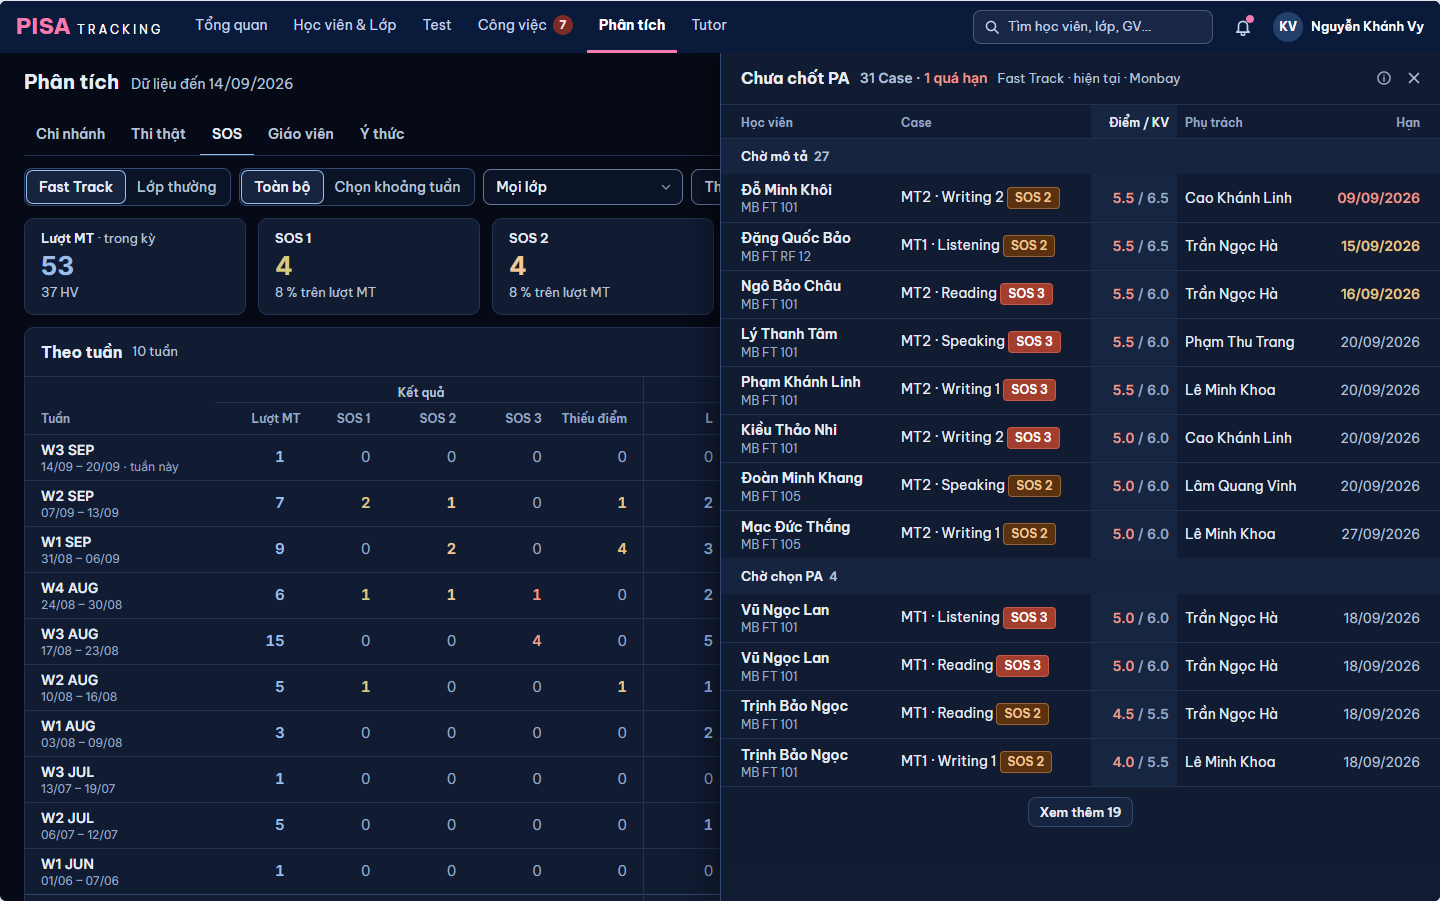 PISA TRACKING
Tổng quan
Học viên & Lớp
Test
Công việc 7
Phân tích
Tutor
Tìm học viên, lớp, GV...
KV Nguyễn Khánh Vy
Phân tích Dữ liệu đến 14/09/2026
Chi nhánh Thi thật SOS Giáo viên Ý thức
Fast Track Lớp thường Toàn bộ Chọn khoảng tuần Mọi lớp Th
Lượt MT · trong kỳ
53
37 HV
SOS 1
4
8 % trên lượt MT
SOS 2
4
8 % trên lượt MT
Theo tuần 10 tuần
Kết quả
Tuần Lượt MT SOS 1 SOS 2 SOS 3 Thiếu điểm L
W3 SEP 1 0 0 0 0 0
14/09 – 20/09 · tuần này
W2 SEP 7 2 1 0 1 2
07/09 – 13/09
W1 SEP 9 0 2 0 4 3
31/08 – 06/09
W4 AUG 6 1 1 1 0 2
24/08 – 30/08
W3 AUG 15 0 0 4 0 5
17/08 – 23/08
W2 AUG 5 1 0 0 1 1
10/08 – 16/08
W1 AUG 3 0 0 0 0 2
03/08 – 09/08
W3 JUL 1 0 0 0 0 0
13/07 – 19/07
W2 JUL 5 0 0 0 0 1
06/07 – 12/07
W1 JUN 1 0 0 0 0 0
01/06 – 07/06
Chưa chốt PA 31 Case · 1 quá hạn Fast Track · hiện tại · Monbay
Học viên Case Điểm / KV Phụ trách Hạn
Chờ mô tả 27
Đỗ Minh Khôi MT2 · Writing 2 SOS 2 5.5 / 6.5 Cao Khánh Linh 09/09/2026
MB FT 101
Đặng Quốc Bảo MT1 · Listening SOS 2 5.5 / 6.5 Trần Ngọc Hà 15/09/2026
MB FT RF 12
Ngô Bảo Châu MT2 · Reading SOS 3 5.5 / 6.0 Trần Ngọc Hà 16/09/2026
MB FT 101
Lý Thanh Tâm MT2 · Speaking SOS 3 5.5 / 6.0 Phạm Thu Trang 20/09/2026
MB FT 101
Phạm Khánh Linh MT2 · Writing 1 SOS 3 5.5 / 6.0 Lê Minh Khoa 20/09/2026
MB FT 101
Kiều Thảo Nhi MT2 · Writing 2 SOS 3 5.0 / 6.0 Cao Khánh Linh 20/09/2026
MB FT 101
Đoàn Minh Khang MT2 · Speaking SOS 2 5.0 / 6.0 Lâm Quang Vinh 20/09/2026
MB FT 105
Mạc Đức Thắng MT2 · Writing 1 SOS 2 5.0 / 6.0 Lê Minh Khoa 27/09/2026
MB FT 105
Chờ chọn PA 4
Vũ Ngọc Lan MT1 · Listening SOS 3 5.0 / 6.0 Trần Ngọc Hà 18/09/2026
MB FT 101
Vũ Ngọc Lan MT1 · Reading SOS 3 5.0 / 6.0 Trần Ngọc Hà 18/09/2026
MB FT 101
Trịnh Bảo Ngọc MT1 · Reading SOS 2 4.5 / 5.5 Trần Ngọc Hà 18/09/2026
MB FT 101
Trịnh Bảo Ngọc MT1 · Writing 1 SOS 2 4.0 / 5.5 Lê Minh Khoa 18/09/2026
MB FT 101
Xem thêm 19